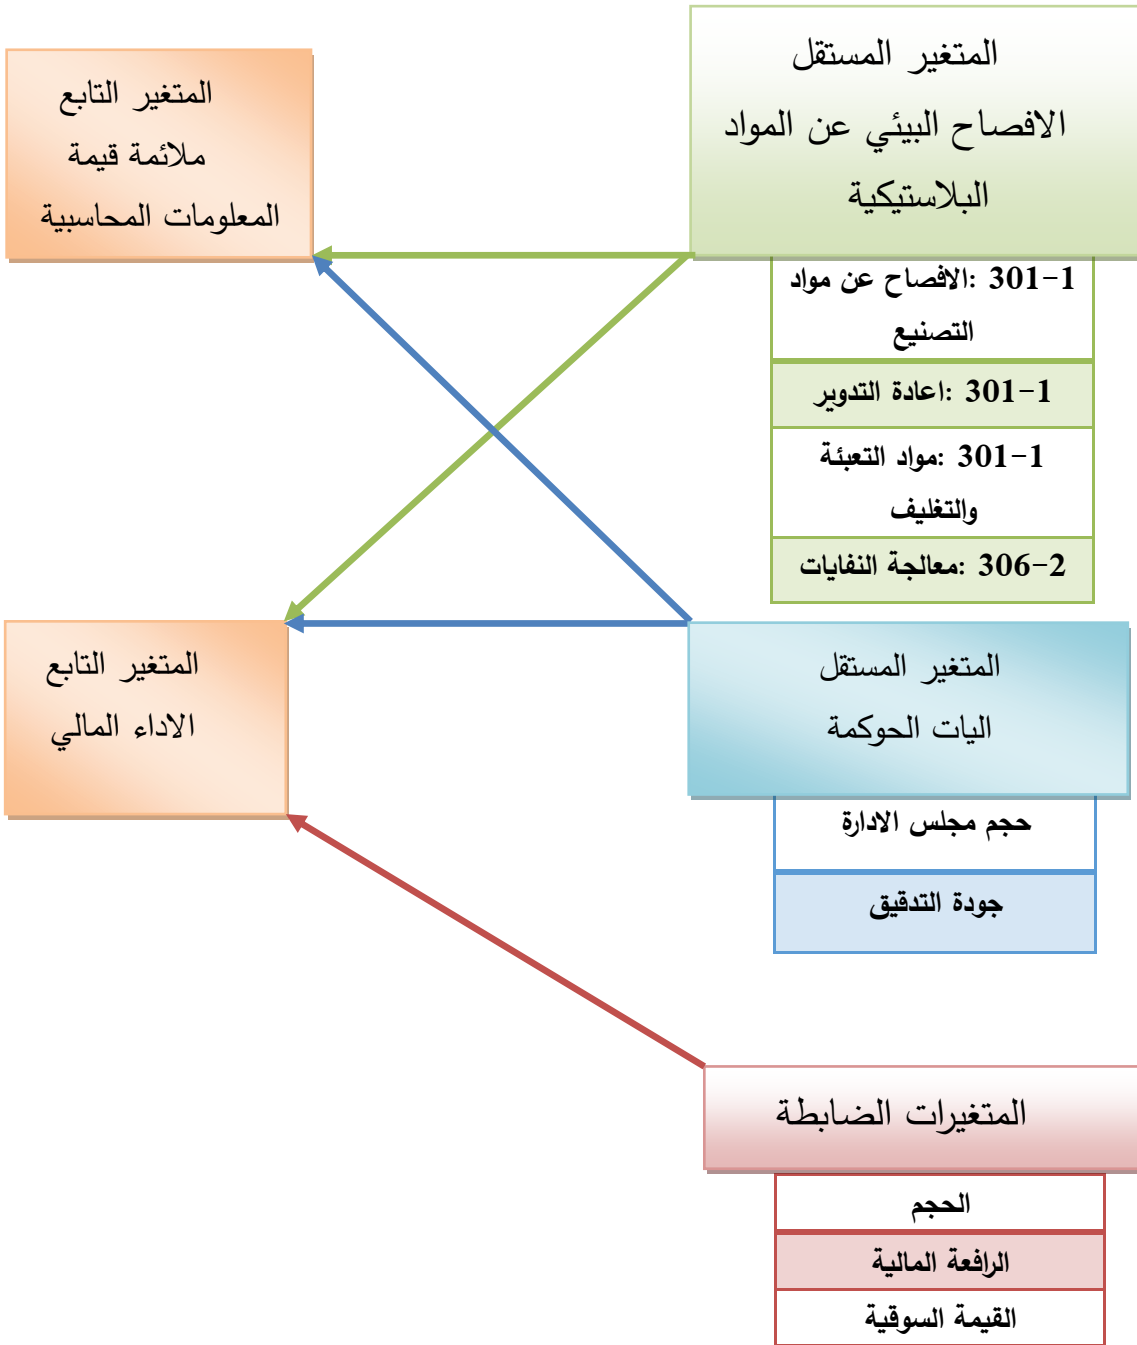 المتغير المستقل
الافصاح البيئي عن المواد
البلاستيكية
301-1 :الافصاح عن مواد
التصنيع
301-1 :اعادة التدوير
301-1 :مواد التعبئة
والتغليف
306-2 :معالجة النفايات
المتغير التابع
ملائمة قيمة
المعلومات المحاسبية
المتغير المستقل
اليات الحوكمة
حجم مجلس الادارة
جودة التدقيق
المتغير التابع
الاداء المالي
المتغيرات الضابطة
الحجم
الرافعة المالية
القيمة السوقية